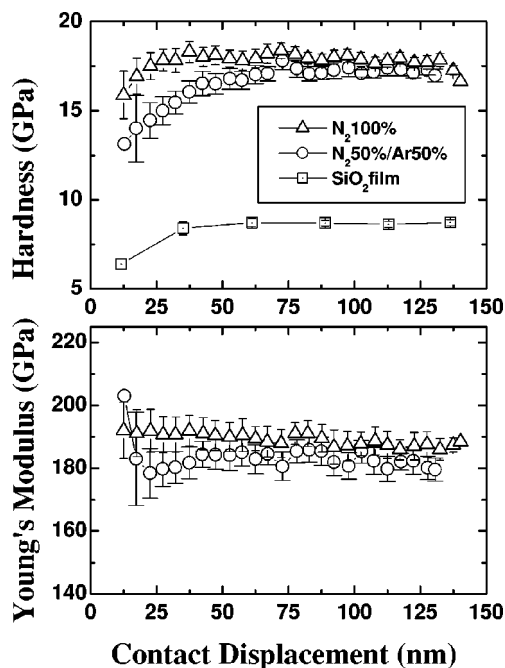 20
15
10
5
Hardness (GPa)
N₂100%
N₂50%/Ar50%
SiO₂film
0 25 50 75 100 125 150
220
200
180
160
140
Young's Modulus (GPa)
0 25 50 75 100 125 150
Contact Displacement (nm)